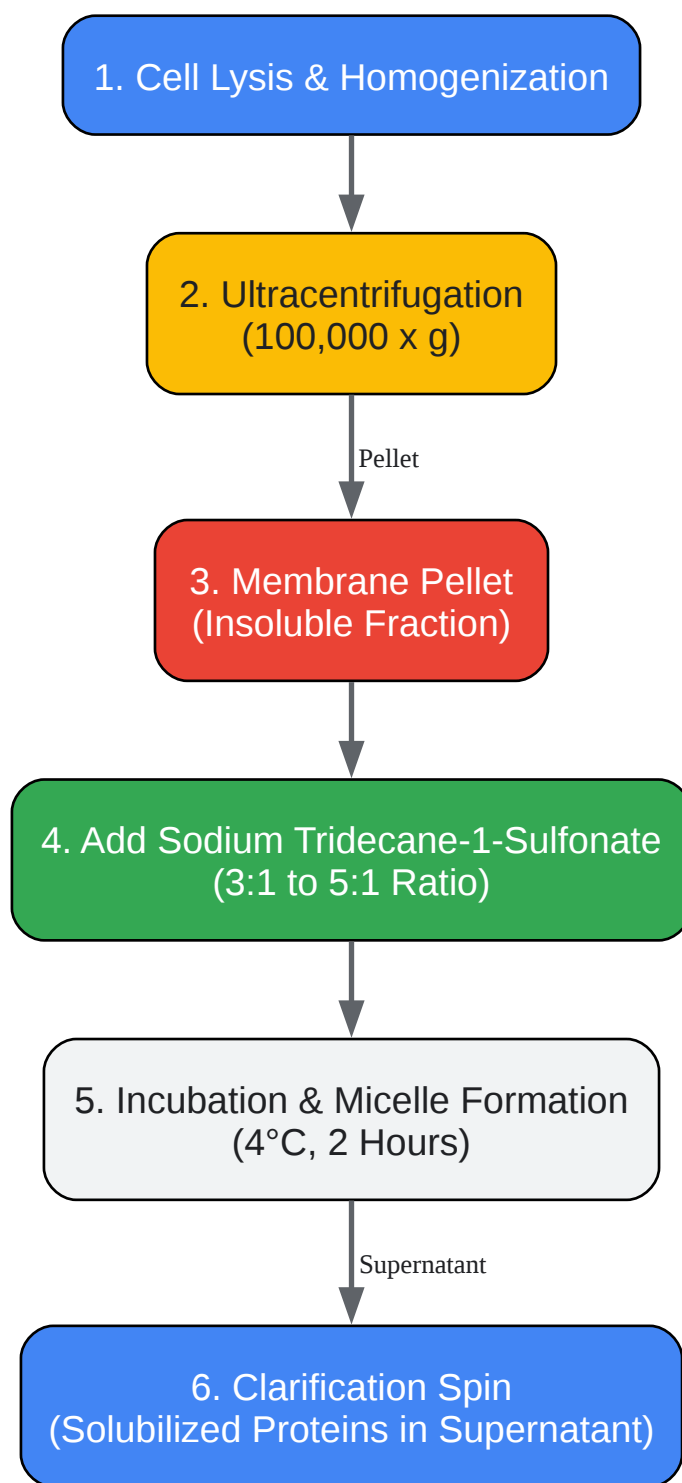 1. Cell Lysis & Homogenization
2. Ultracentrifugation
(100,000 x g)
Pellet
3. Membrane Pellet
(Insoluble Fraction)
4. Add Sodium Tridecane-1-Sulfonate
(3:1 to 5:1 Ratio)
5. Incubation & Micelle Formation
(4°C, 2 Hours)
Supernatant
6. Clarification Spin
(Solubilized Proteins in Supernatant)